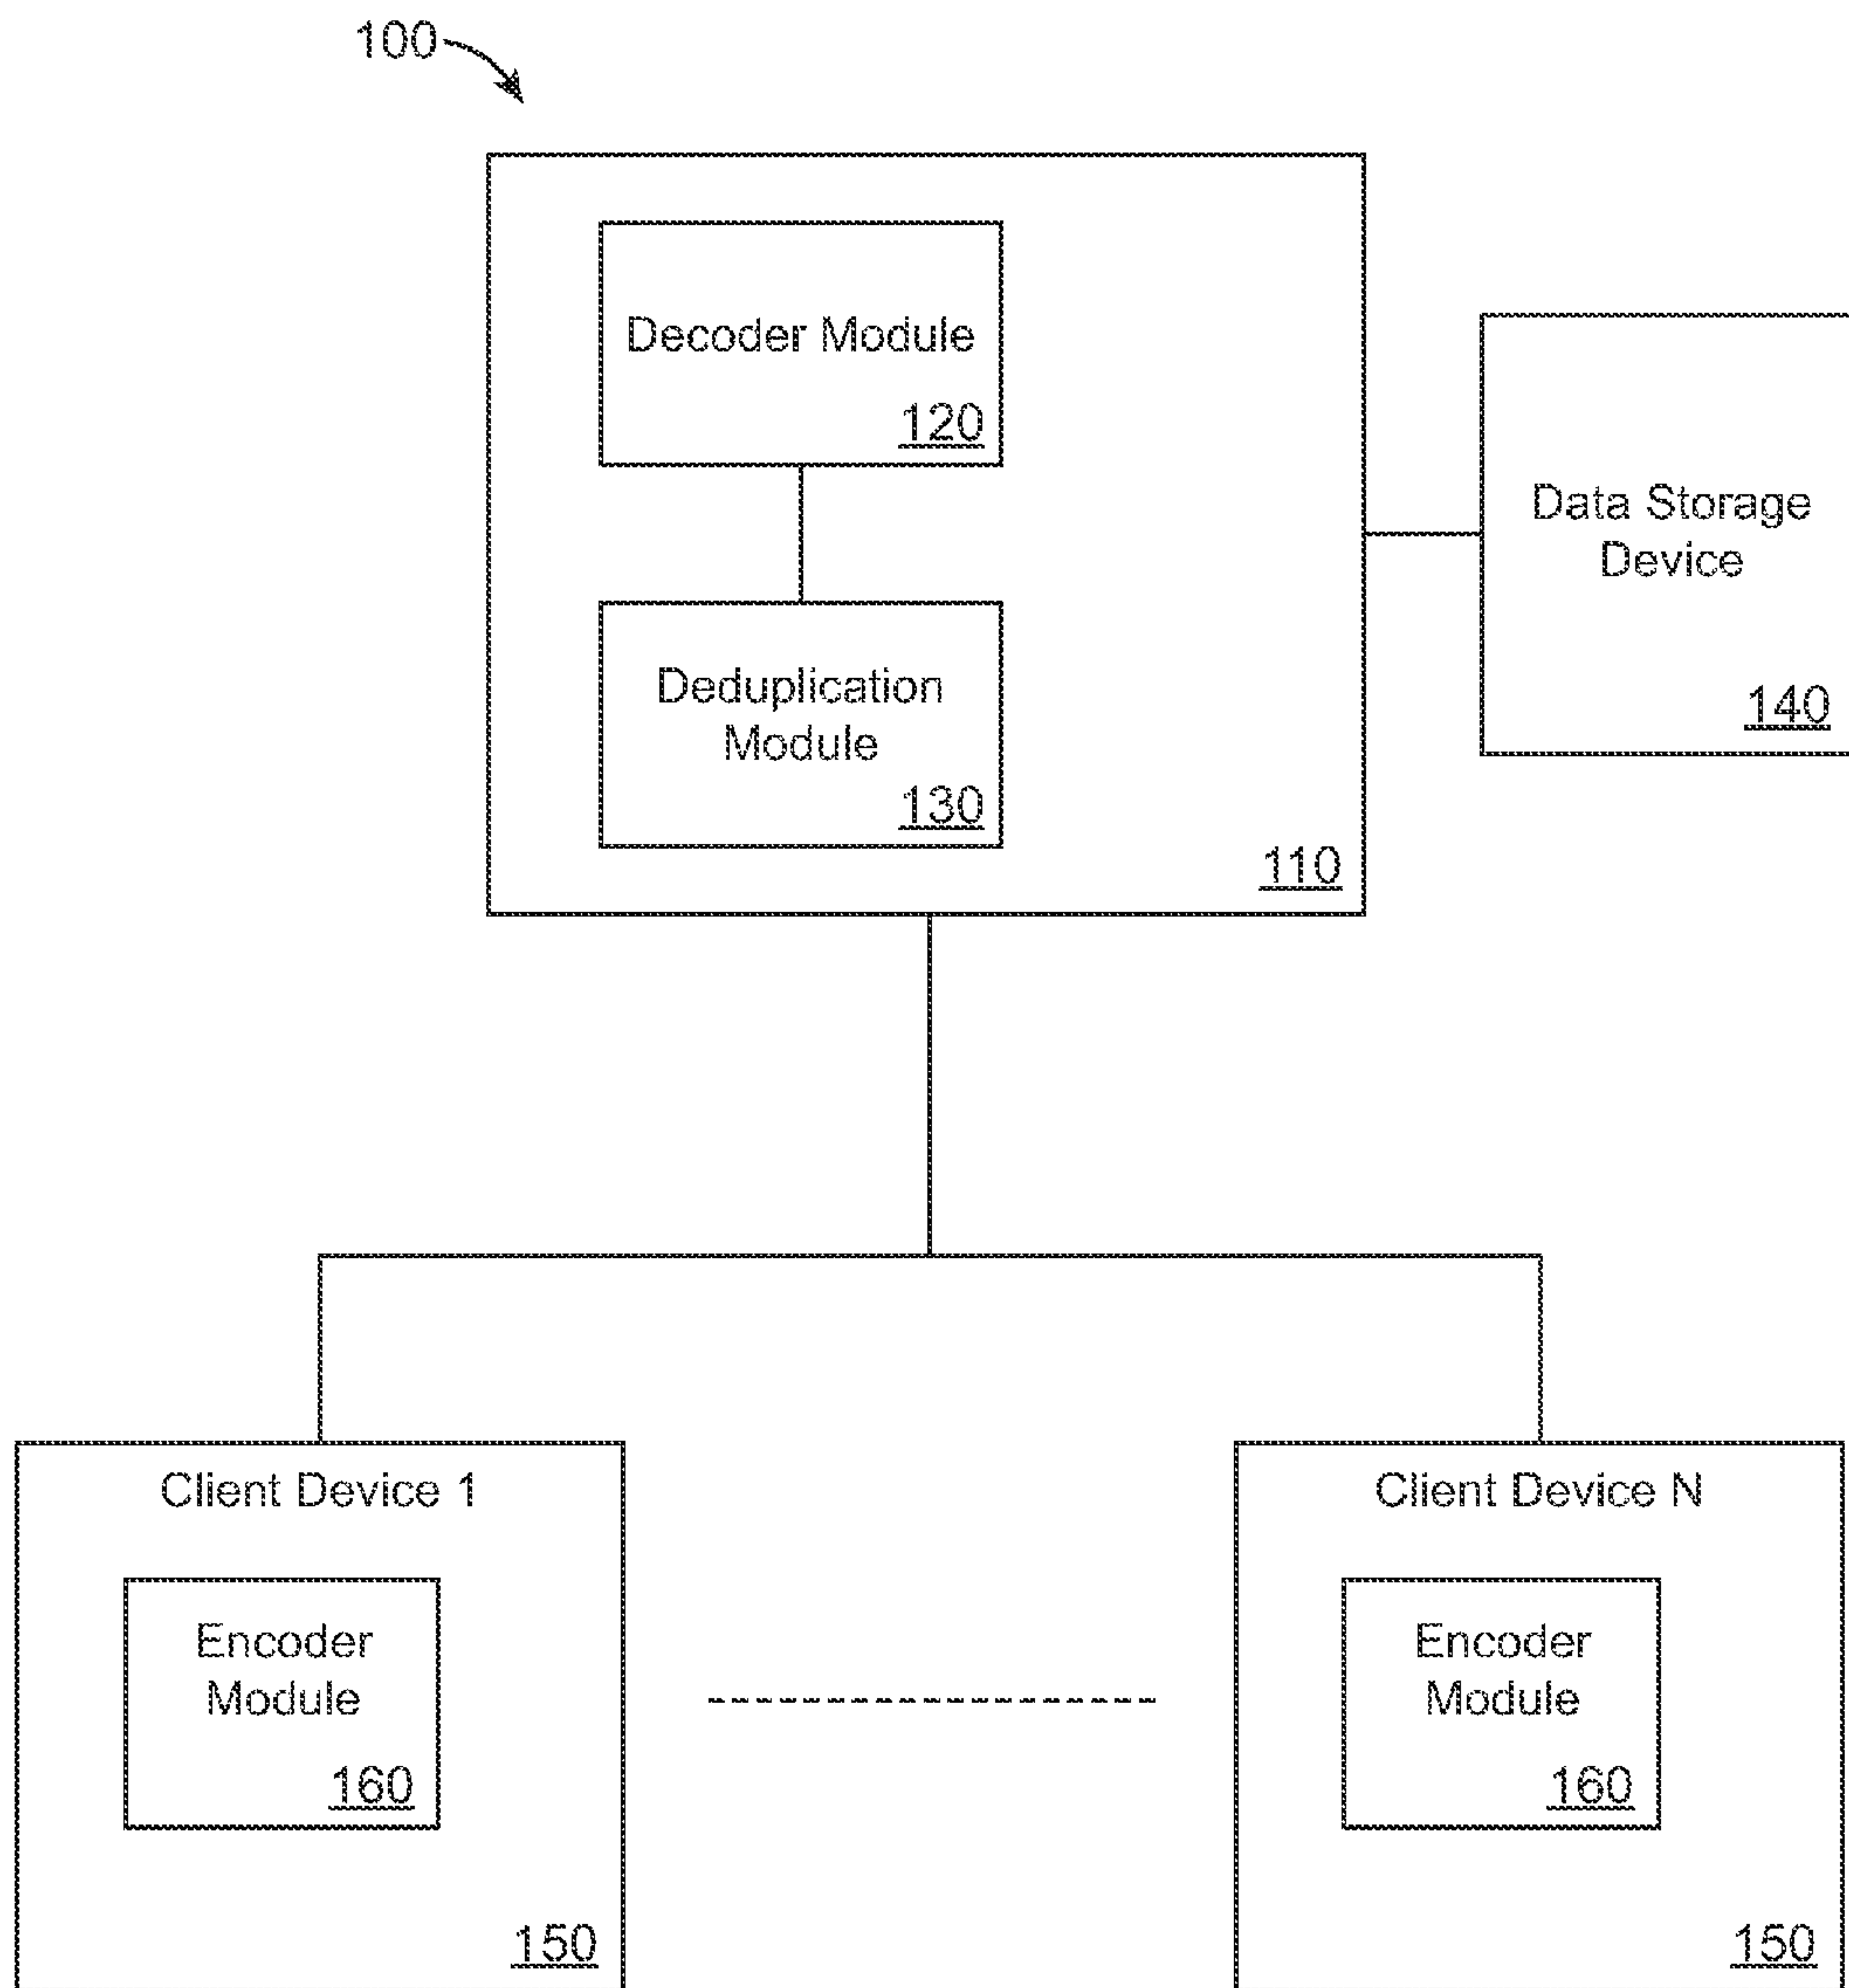 100
Decoder Module
120
Data Storage
Device
140
Deduplication
Module
130
110
Client Device 1
Encoder
Module
160
150
Client Device N
Encoder
Module
160
150